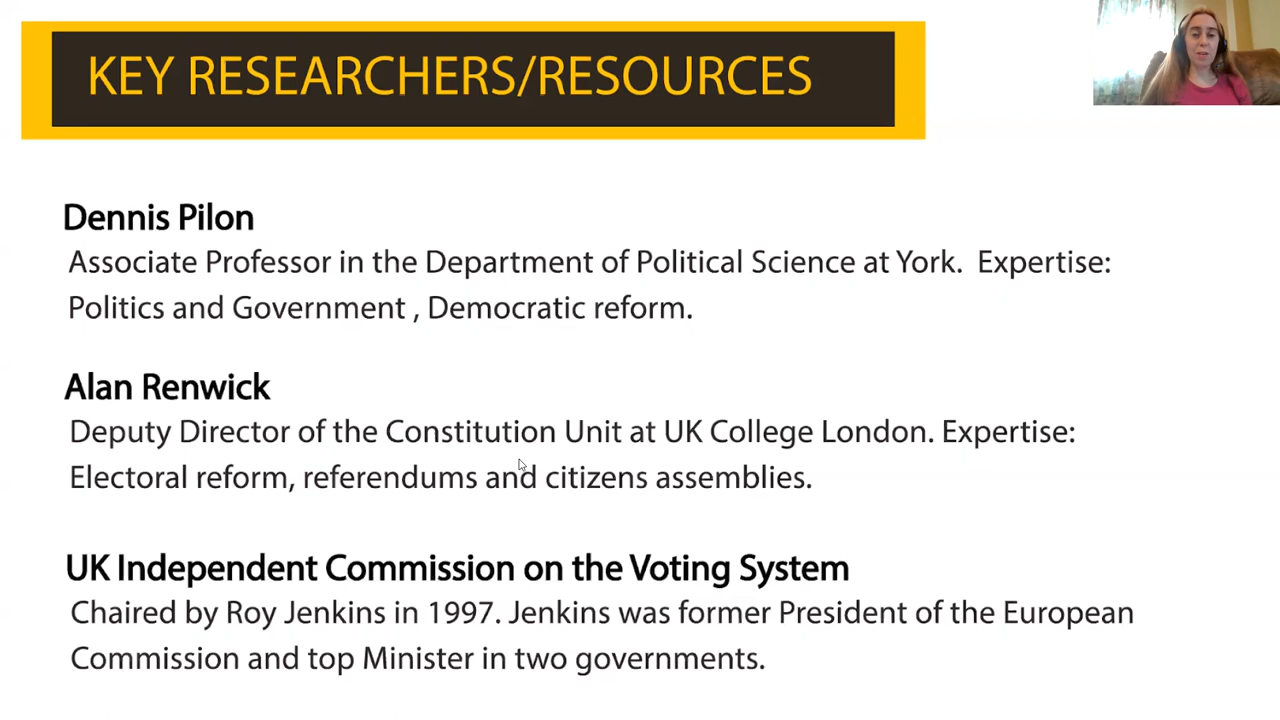 KEY RESEARCHERS/RESOURCES
Dennis Pilon
Associate Professor in the Department of Political Science at York.  Expertise:
Politics and Government , Democratic reform.
Alan Renwick
Deputy Director of the Constitution Unit at UK College London. Expertise:
Electoral reform, referendums and citizens assemblies.
UK Independent Commission on the Voting System
Chaired by Roy Jenkins in 1997. Jenkins was former President of the European
Commission and top Minister in two governments.